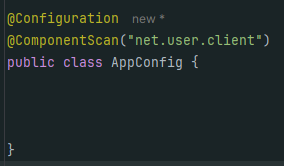 @Configuration new *
@ComponentScan("net.user.client")
public class AppConfig {
}